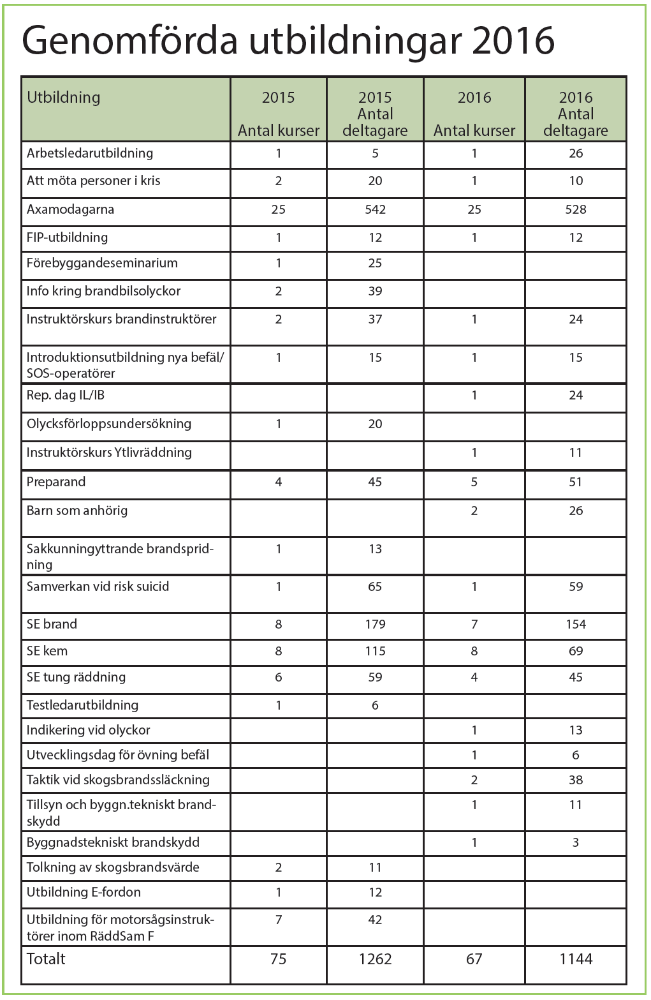 Genomförda utbildningar 2016
Utbildning 2015 Antal kurser 2015 Antal deltagare 2016 Antal kurser 2016 Antal deltagare
Arbetsledarutbildning 1 5 1 26
Att möta personer i kris 2 20 1 10
Axamodagarna 25 542 25 528
FIP-utbildning 1 12 1 12
Förebyggandeseminarium 1 25
Info kring brandbilsolyckor 2 39
Instruktörskurs brandinstruktörer 2 37 1 24
Introduktionsutbildning nya befäl/ 1 15 1 15
SOS-operatörer
Rep. dag IL/IB 1 24
Olycksförloppsundersökning 1 20
Instruktörskurs Ytlivräddning 1 11
Preparand 4 45 5 51
Barn som anhörig 2 26
Sakkunningyttrande brandsprid- 1 13
ning
Samverkan vid risk suicid 1 65 1 59
SE brand 8 179 7 154
SE kem 8 115 8 69
SE tung räddning 6 59 4 45
Testledarutbildning 1 6
Indikering vid olyckor 1 13
Utvecklingsdag för övning befäl 1 6
Taktik vid skogsbrandssläckning 2 38
Tillsyn och byggn.tekniskt brand- 1 11
skydd
Byggnadstekniskt brandskydd 1 3
Tolkning av skogsbrandsvärde 2 11
Utbildning E-fordon 1 12
Utbildning för motorsågsinstruk- 7 42
törer inom RäddSam F
Totalt 75 1262 67 1144